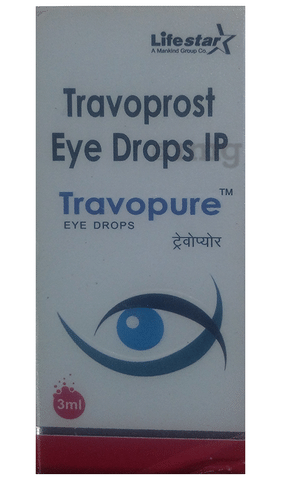 Lifestar
A Mankind Group Co.
Travoprost
Eye Drops IP
Travopure™
EYE DROPS
ट्रेवोप्योर
3ml